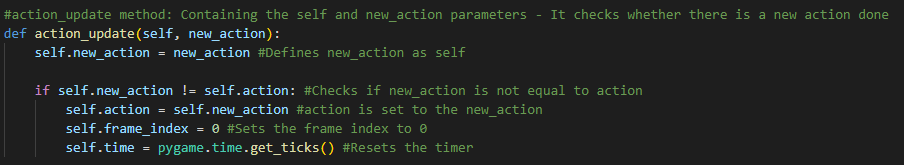 #action_update method: Containing the self and new_action parameters - It checks whether there is a new action done
def action_update(self, new_action):
    self.new_action = new_action #Defines new_action as self

    if self.new_action != self.action: #Checks if new_action is not equal to action
        self.action = self.new_action #action is set to the new_action
        self.frame_index = 0 #Sets the frame index to 0
        self.time = pygame.time.get_ticks() #Resets the timer